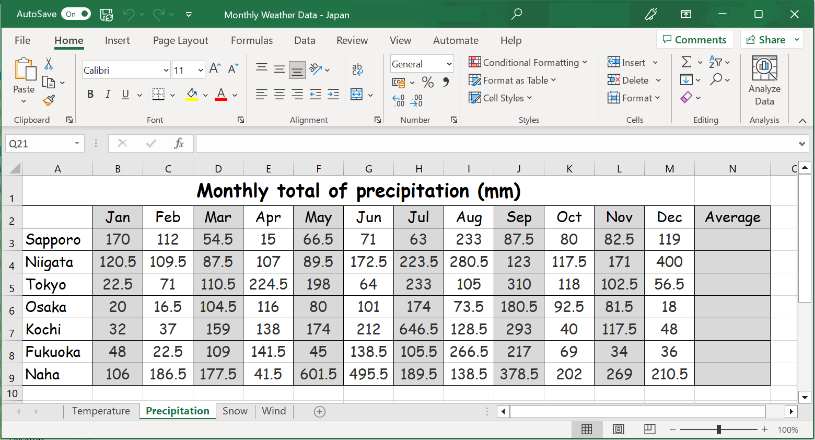 AutoSave On Monthly Weather Data - Japan
File Home Insert Page Layout Formulas Data Review View Automate Help Comments Share
Paste
Calibri 11 A A
B I U A
General
% 9
.00 .00
Conditional Formatting
Format as Table
Cell Styles
Insert
Delete
Format
Analyze
Data
Clipboard Font Alignment Number Styles Cells Editing Analysis
Q21 fx
A B C D E F G H I J K L M N
1 Monthly total of precipitation (mm)
2 Jan Feb Mar Apr May Jun Jul Aug Sep Oct Nov Dec Average
3 Sapporo 170 112 54.5 15 66.5 71 63 233 87.5 80 82.5 119
4 Niigata 120.5 109.5 87.5 107 89.5 172.5 223.5 280.5 123 117.5 171 400
5 Tokyo 22.5 71 110.5 224.5 198 64 233 105 310 118 102.5 56.5
6 Osaka 20 16.5 104.5 116 80 101 174 73.5 180.5 92.5 81.5 18
7 Kochi 32 37 159 138 174 212 646.5 128.5 293 40 117.5 48
8 Fukuoka 48 22.5 109 141.5 45 138.5 105.5 266.5 217 69 34 36
9 Naha 106 186.5 177.5 41.5 601.5 495.5 189.5 138.5 378.5 202 269 210.5
10
Temperature Precipitation Snow Wind
100%